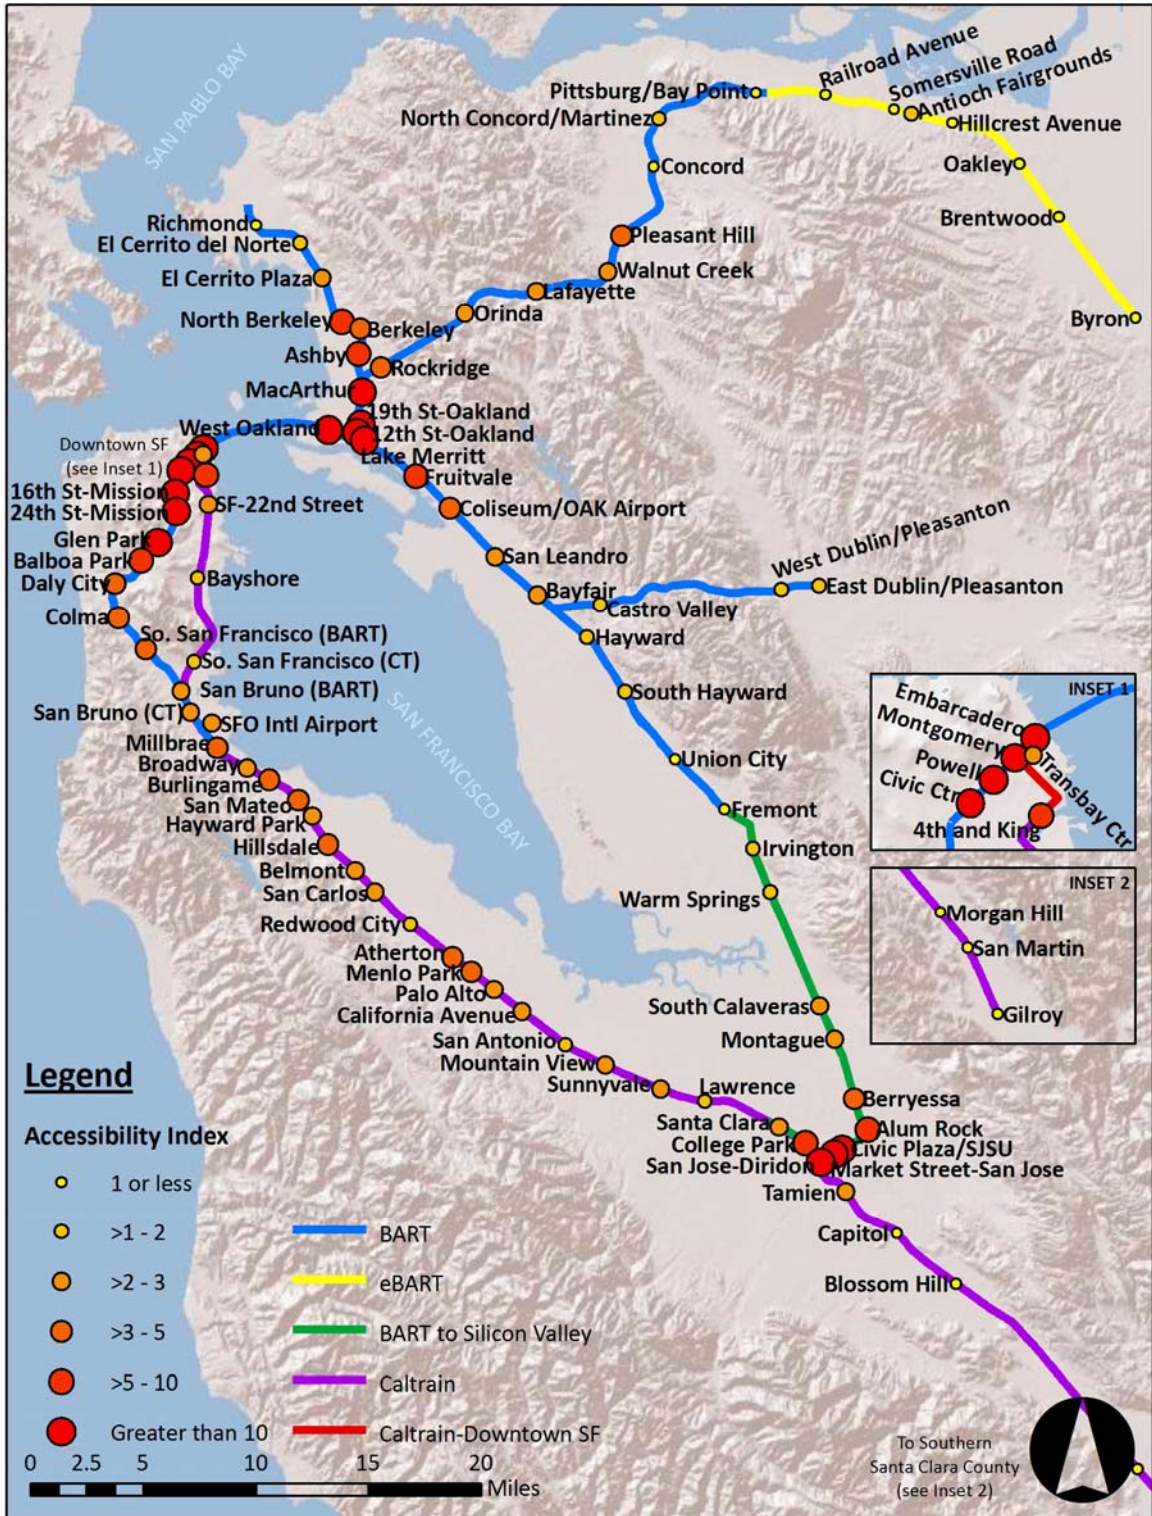 SAN PABLO BAY
Railroad Avenue
Somersville Road
Antioch Fairgrounds
Pittsburg/Bay Point
North Concord/Martinez
Hillcrest Avenue
Concord
Oakley
Brentwood
Byron
Richmond
El Cerrito del Norte
El Cerrito Plaza
Pleasant Hill
Walnut Creek
Lafayette
Orinda
North Berkeley
Berkeley
Ashby
Rockridge
MacArthur
19th St-Oakland
West Oakland
12th St-Oakland
Lake Merritt
Downtown SF
(see Inset 1)
Fruitvale
16th St-Mission
SF-22nd Street
24th St-Mission
Coliseum/OAK Airport
Glen Park
Balboa Park
San Leandro
West Dublin/Pleasanton
Daly City
Bayshore
Bayfair
East Dublin/Pleasanton
Castro Valley
Colma
So. San Francisco (BART)
Hayward
So. San Francisco (CT)
San Bruno (BART)
South Hayward
San Bruno (CT)
SFO Intl Airport
SAN FRANCISCO BAY
Millbrae
Broadway
Union City
Burlingame
San Mateo
Hayward Park
Fremont
Hillsdale
Irvington
Belmont
San Carlos
Warm Springs
Redwood City
Atherton
Menlo Park
Palo Alto
California Avenue
South Calaveras
San Antonio
Montague
Mountain View
Sunnyvale
Lawrence
Berryessa
Santa Clara
Alum Rock
College Park
Civic Plaza/SJSU
San Jose-Diridon
Market Street-San Jose
Tamien
Capitol
Blossom Hill
INSET 1
Embarcadero
Montgomery
Powell
Civic Ctr
Transbay Ctr
4th and King
INSET 2
Morgan Hill
San Martin
Gilroy
Legend
Accessibility Index
1 or less
>1 - 2
>2 - 3
>3 - 5
>5 - 10
Greater than 10
BART
eBART
BART to Silicon Valley
Caltrain
Caltrain-Downtown SF
0 2.5 5 10 15 20
Miles
To Southern
Santa Clara County
(see Inset 2)